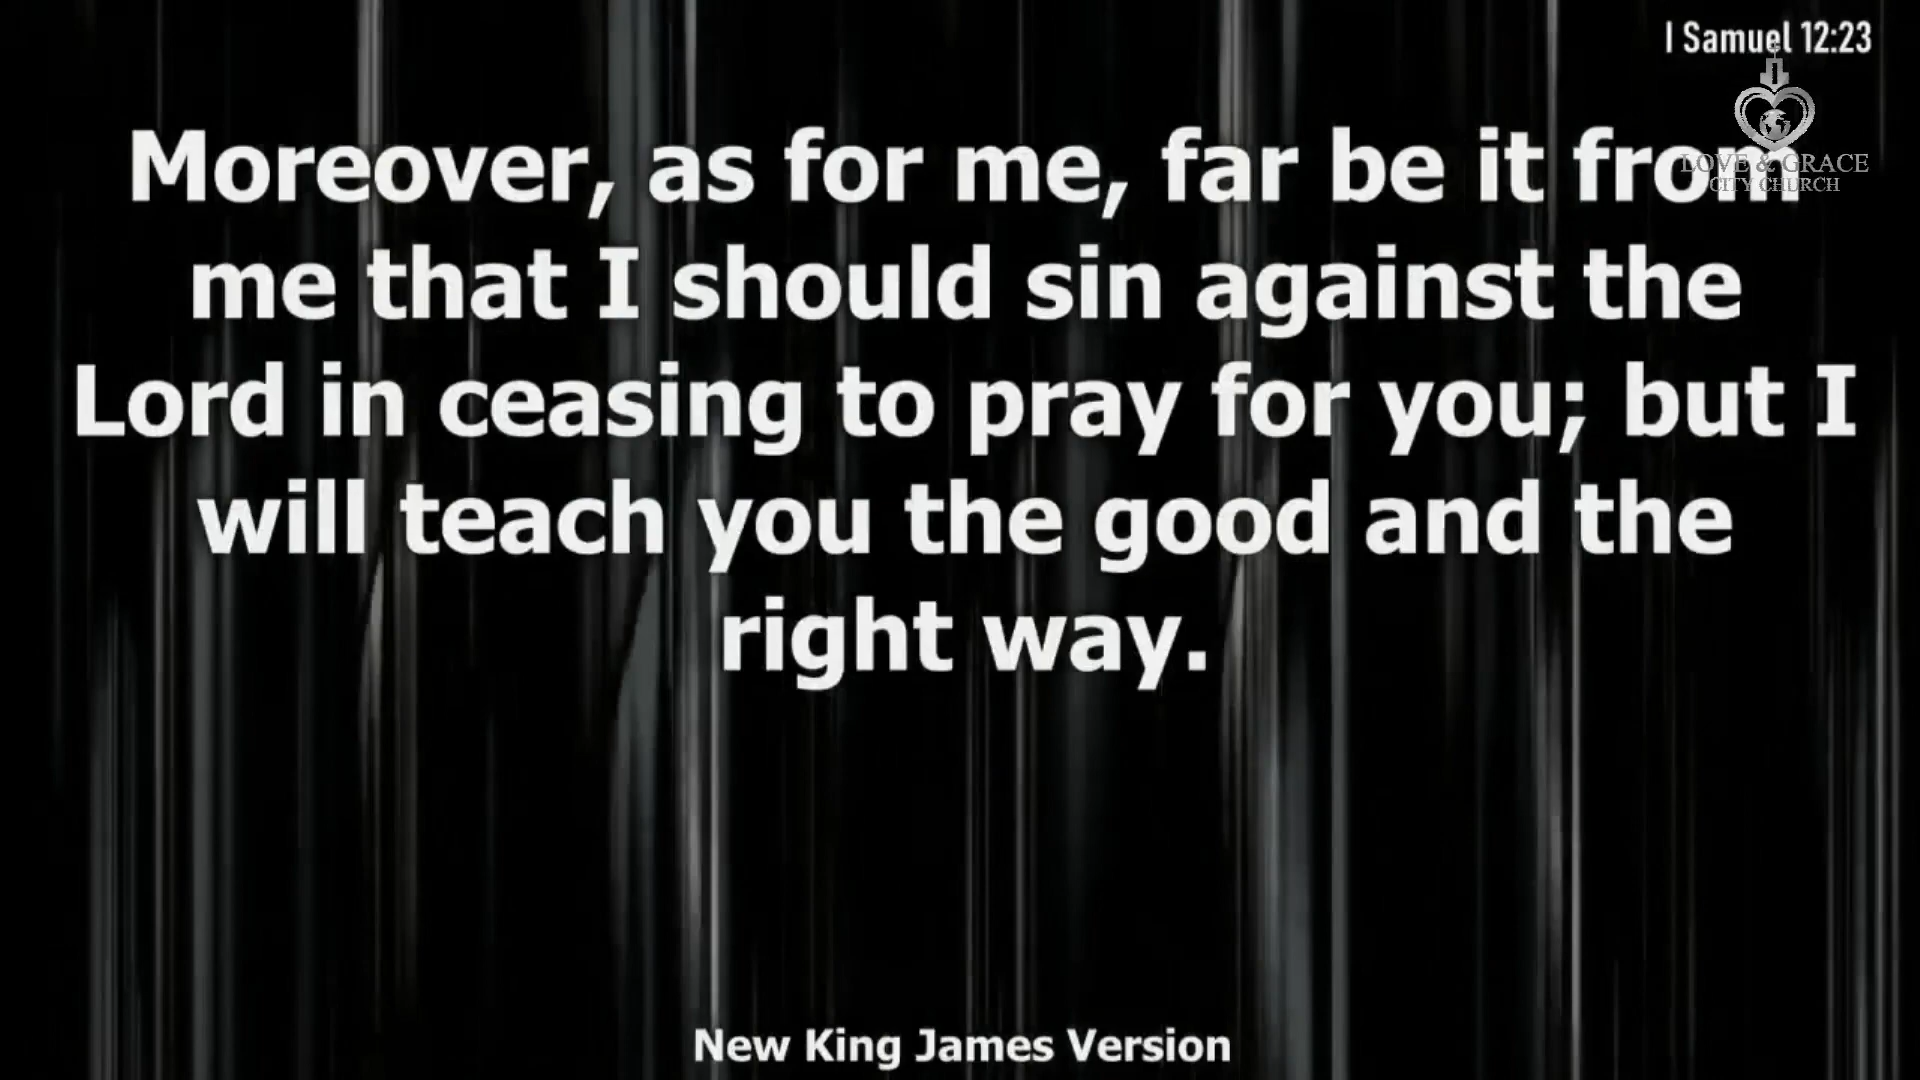 I Samuel 12:23
LOVE & GRACE
CITY CHURCH
Moreover, as for me, far be it from
me that I should sin against the
Lord in ceasing to pray for you; but I
will teach you the good and the
right way.
New King James Version